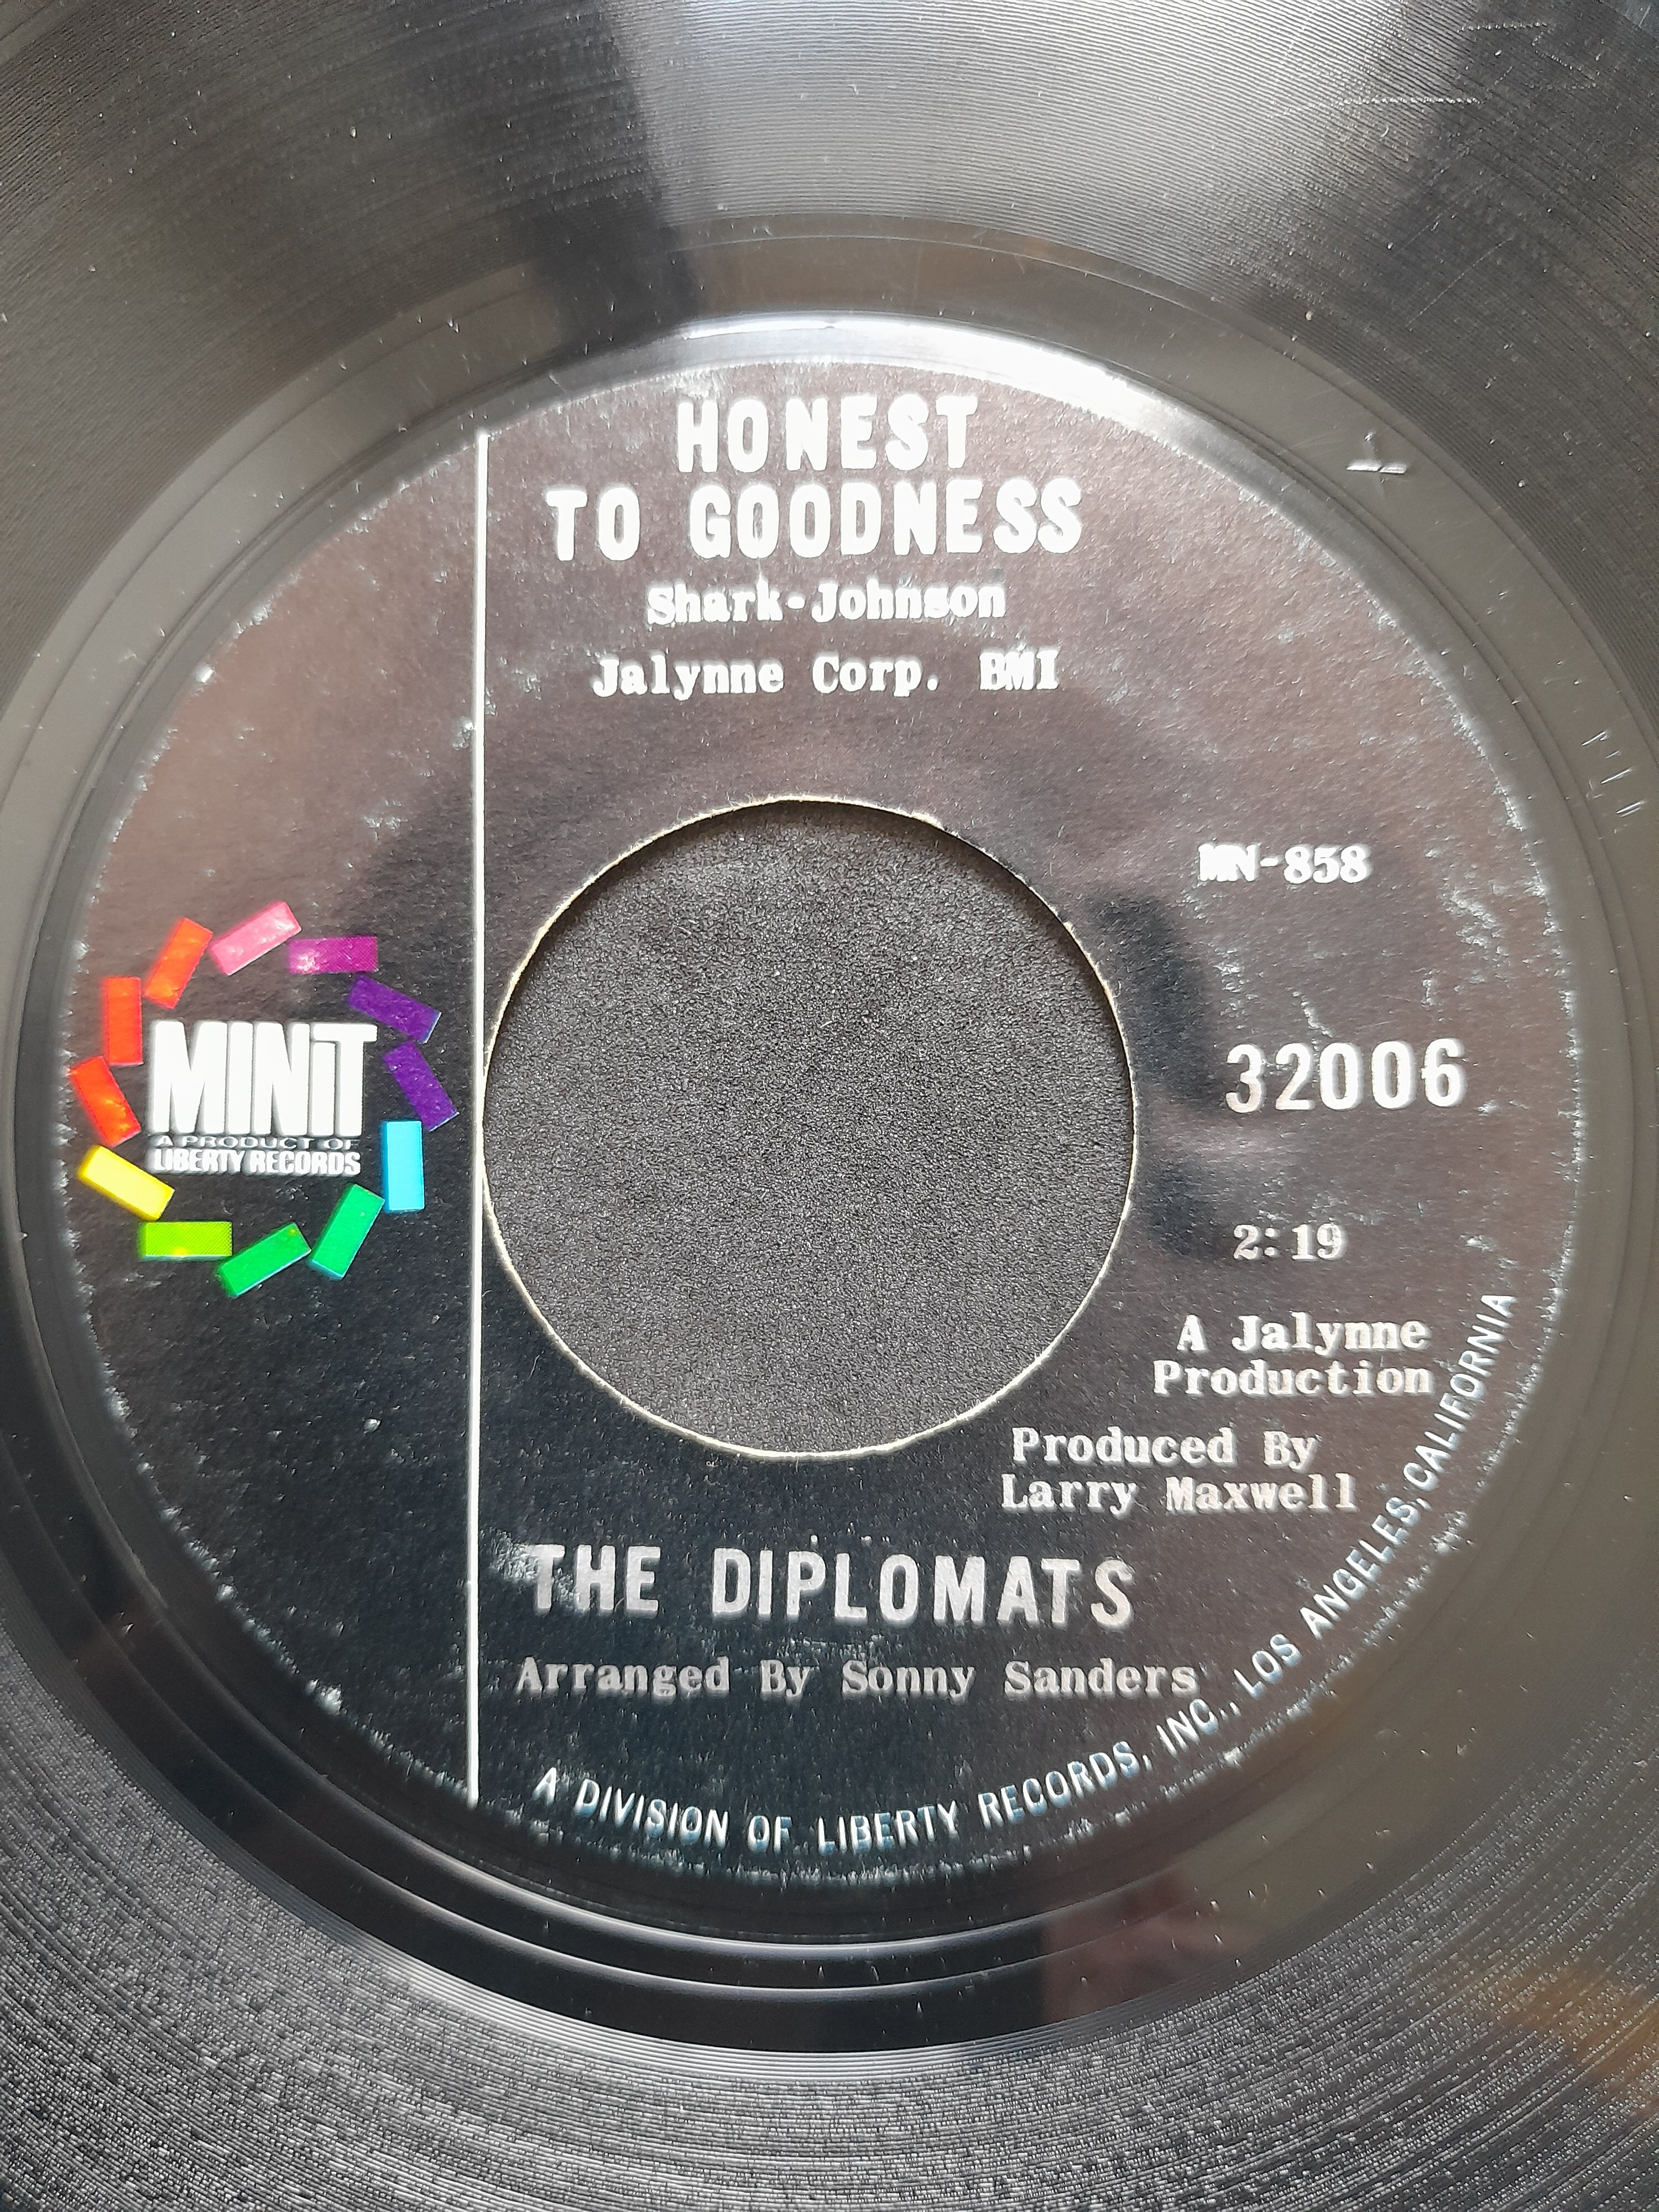 HONEST
TO GOODNESS
Shark-Johnson
Jalynne Corp. BMI
MN-858
MINiT
A PRODUCT OF
LIBERTY RECORDS
32006
2:19
A Jalynne
Production
Produced By
Larry Maxwell
THE DIPLOMATS
Arranged By Sonny Sanders
A DIVISION OF LIBERTY RECORDS, INC., LOS ANGELES, CALIFORNIA